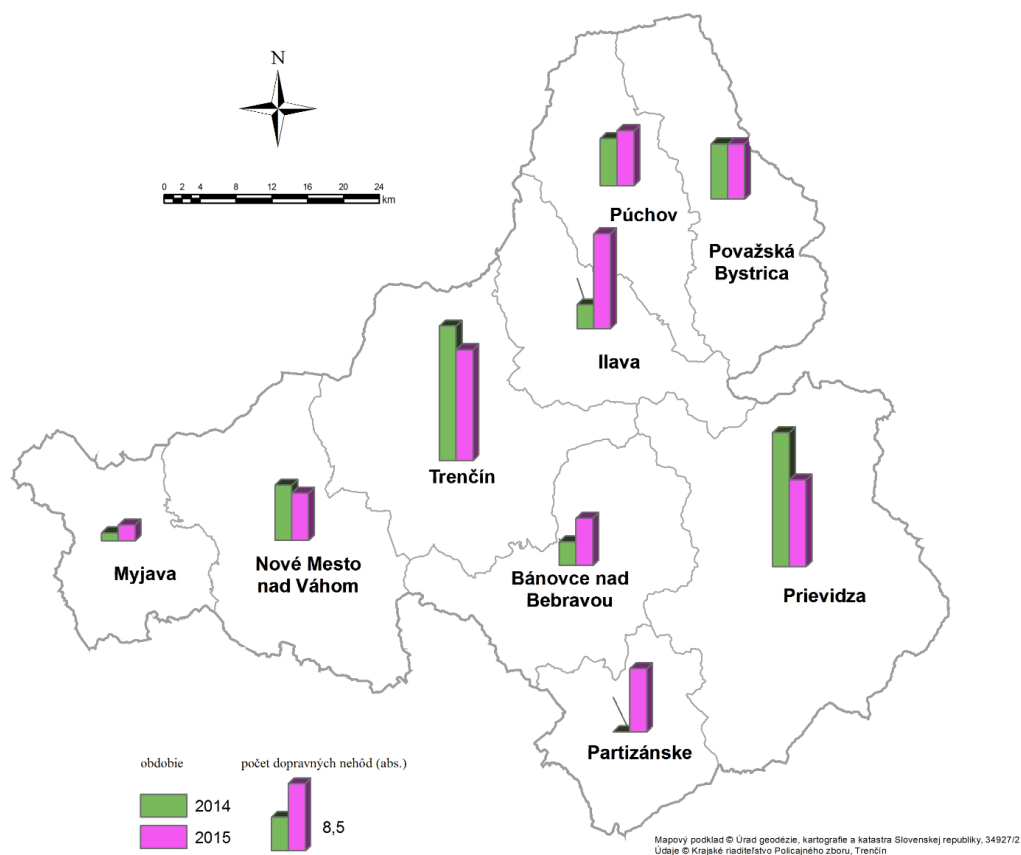 N
0 2 4 8 12 16 20 24
km
Púchov
Považská
Bystrica
Ilava
Trenčín
Myjava
Nové Mesto
nad Váhom
Bánovce nad
Bebravou
Prievidza
Partizánske
obdobie
počet dopravných nehôd (abs.)
2014
2015
8,5
Mapový podklad © Úrad geodézie, kartografie a katastra Slovenskej republiky, 34927/2
Údaje © Krajské riaditeľstvo Policajného zboru, Trenčín